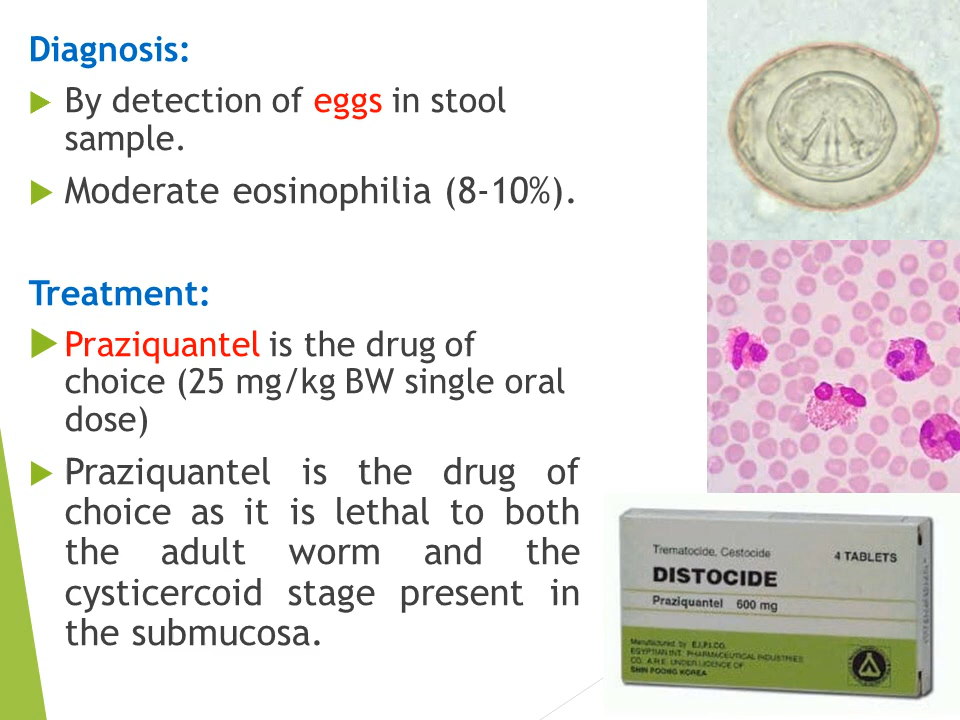 Diagnosis:
By detection of eggs in stool
sample.
Moderate eosinophilia (8-10%).
Treatment:
Praziquantel is the drug of
choice (25 mg/kg BW single oral
dose)
Praziquantel is the drug of
choice as it is lethal to both
the adult worm and the
cysticercoid stage present in
the submucosa.
Trematocide, Cestocide
4 TABLETS
DISTOCIDE
Praziquantel 600 mg
Manufactured by E.I.P.I.CO.
EGYPTIAN INT. PHARMACEUTICAL INDUSTRIES
CO. A.R.E. UNDER LICENCE OF
SHIN POONG KOREA